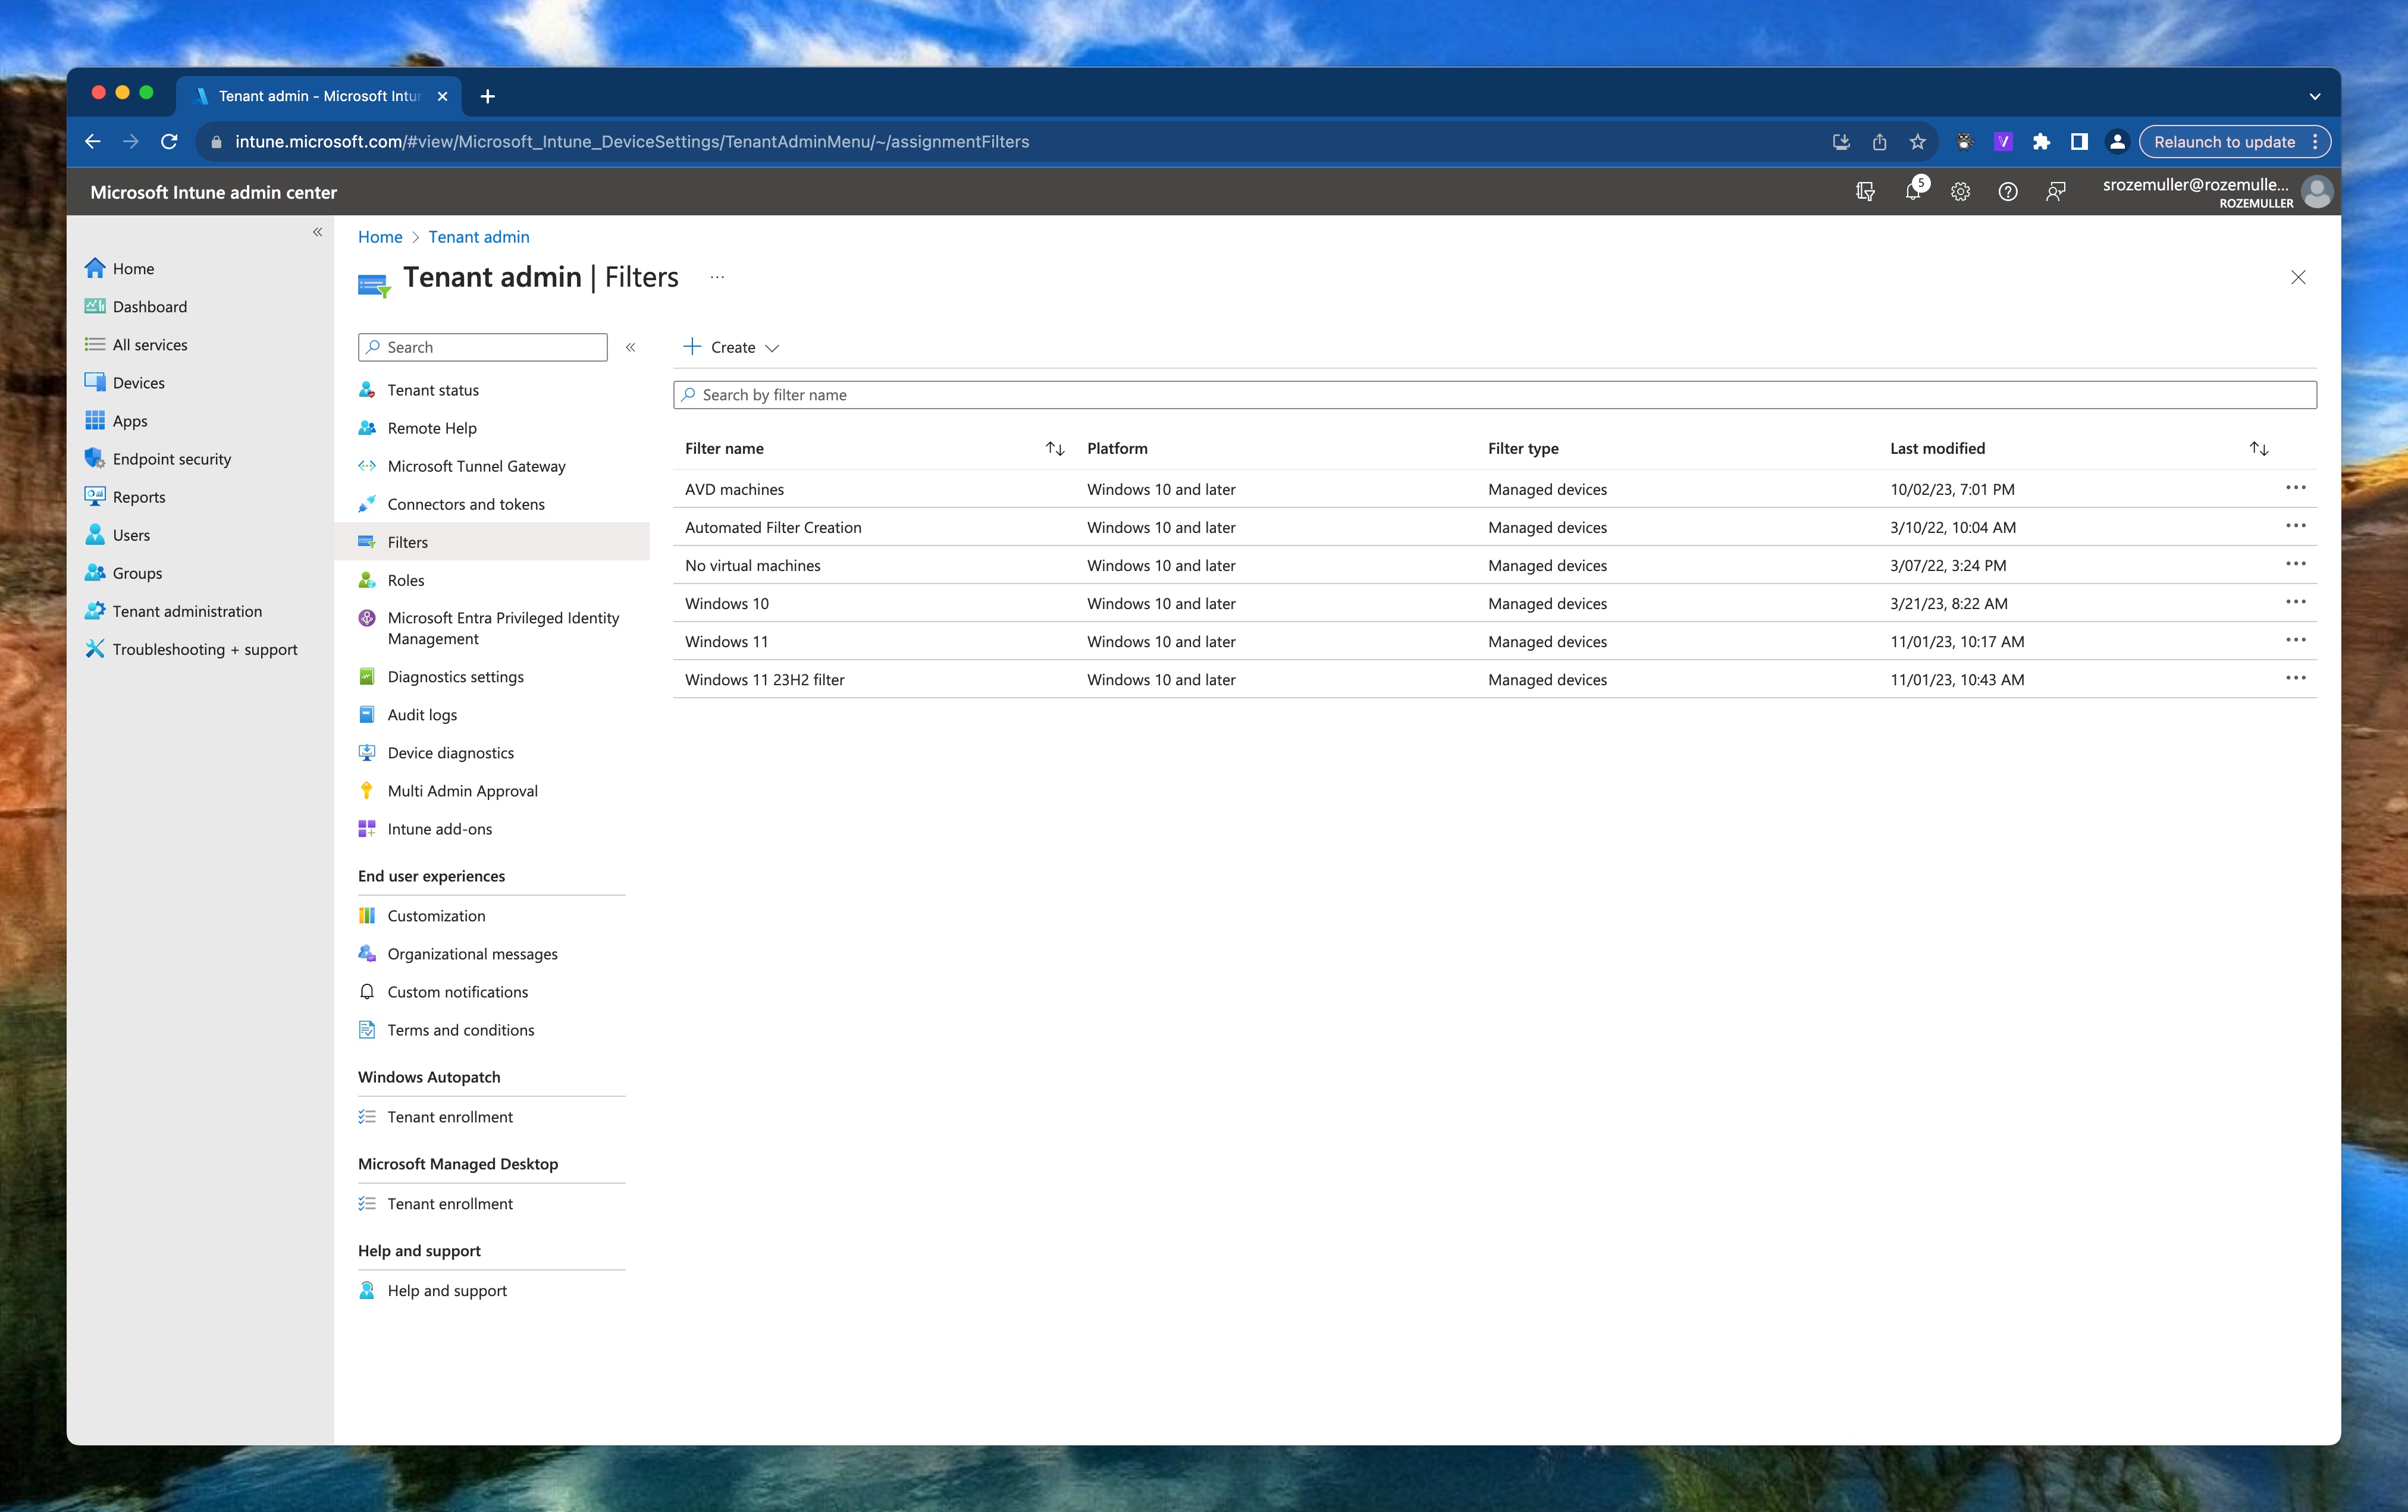 Tenant admin - Microsoft Intun
intune.microsoft.com/#view/Microsoft_Intune_DeviceSettings/TenantAdminMenu/~/assignmentFilters
V
Relaunch to update
Microsoft Intune admin center
5
srozemuller@rozemulle...
ROZEMULLER
Home
Dashboard
All services
Devices
Apps
Endpoint security
Reports
Users
Groups
Tenant administration
Troubleshooting + support
Home > Tenant admin
Tenant admin | Filters ...
Search
Tenant status
Remote Help
Microsoft Tunnel Gateway
Connectors and tokens
Filters
Roles
Microsoft Entra Privileged Identity
Management
Diagnostics settings
Audit logs
Device diagnostics
Multi Admin Approval
Intune add-ons
End user experiences
Customization
Organizational messages
Custom notifications
Terms and conditions
Windows Autopatch
Tenant enrollment
Microsoft Managed Desktop
Tenant enrollment
Help and support
Help and support
Create
Search by filter name
Filter name Platform Filter type Last modified
AVD machines Windows 10 and later Managed devices 10/02/23, 7:01 PM
Automated Filter Creation Windows 10 and later Managed devices 3/10/22, 10:04 AM
No virtual machines Windows 10 and later Managed devices 3/07/22, 3:24 PM
Windows 10 Windows 10 and later Managed devices 3/21/23, 8:22 AM
Windows 11 Windows 10 and later Managed devices 11/01/23, 10:17 AM
Windows 11 23H2 filter Windows 10 and later Managed devices 11/01/23, 10:43 AM